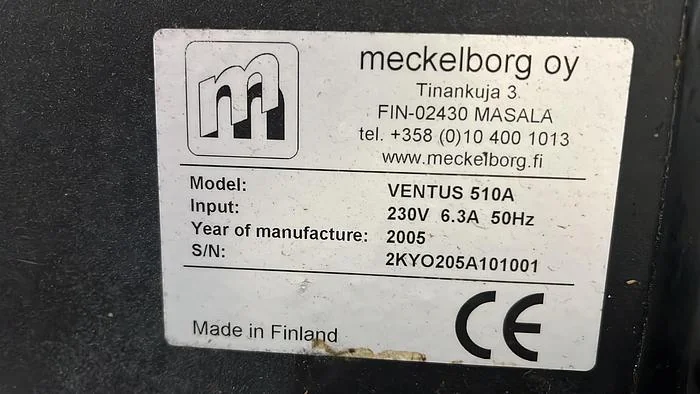 m
meckelborg oy
Tinankuja 3
FIN-02430 MASALA
tel. +358 (0)10 400 1013
www.meckelborg.fi
Model: VENTUS 510A
Input: 230V 6.3A 50Hz
Year of manufacture: 2005
S/N: 2KYO205A101001
Made in Finland
CE